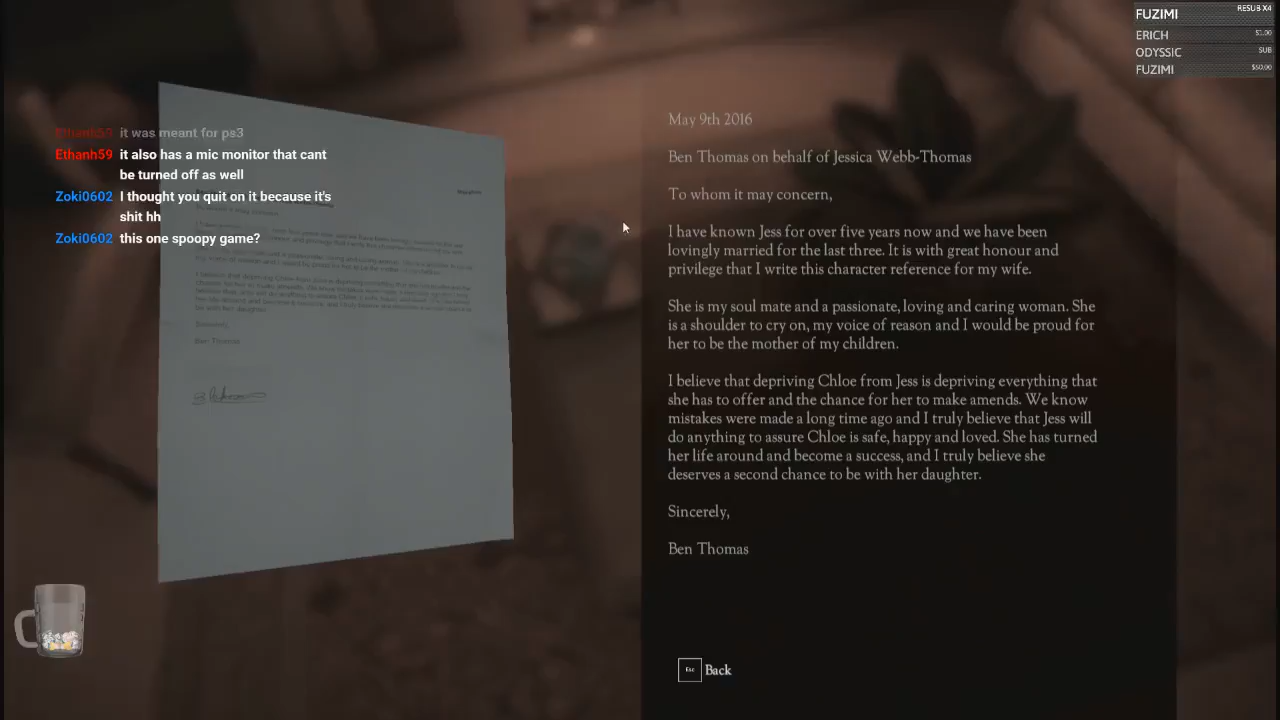 FUZIMI RESUB X4
ERICH $1.00
ODYSSIC SUB
FUZIMI $50.00
Ethanh59 it was meant for ps3
Ethanh59 it also has a mic monitor that cant
be turned off as well
Zoki0602 I thought you quit on it because it's
shit hh
Zoki0602 this one spoopy game?
Sincerely,
Ben Thomas
May 9th 2016
Ben Thomas on behalf of Jessica Webb-Thomas
To whom it may concern,
I have known Jess for over five years now and we have been
lovingly married for the last three. It is with great honour and
privilege that I write this character reference for my wife.
She is my soul mate and a passionate, loving and caring woman. She
is a shoulder to cry on, my voice of reason and I would be proud for
her to be the mother of my children.
I believe that depriving Chloe from Jess is depriving everything that
she has to offer and the chance for her to make amends. We know
mistakes were made a long time ago and I truly believe that Jess will
do anything to assure Chloe is safe, happy and loved. She has turned
her life around and become a success, and I truly believe she
deserves a second chance to be with her daughter.
Sincerely,
Ben Thomas
Esc Back